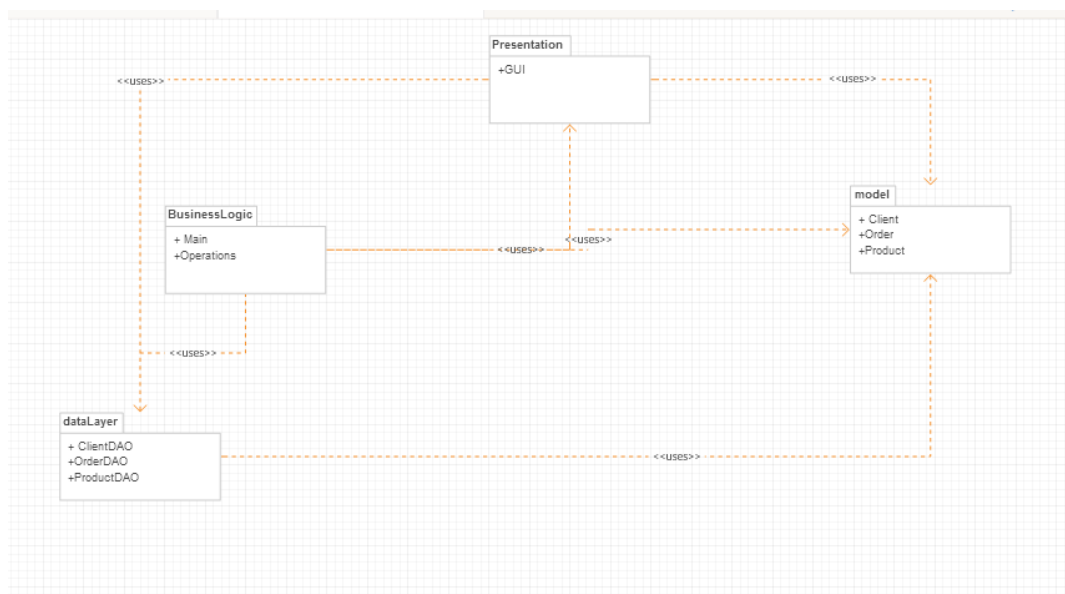 Presentation
+GUI
<<uses>>
<<uses>>
model
+ Client
+Order
+Product
BusinessLogic
+ Main
+Operations
<<uses>>
<<uses>>
<<uses>>
dataLayer
+ ClientDAO
+OrderDAO
+ProductDAO
<<uses>>